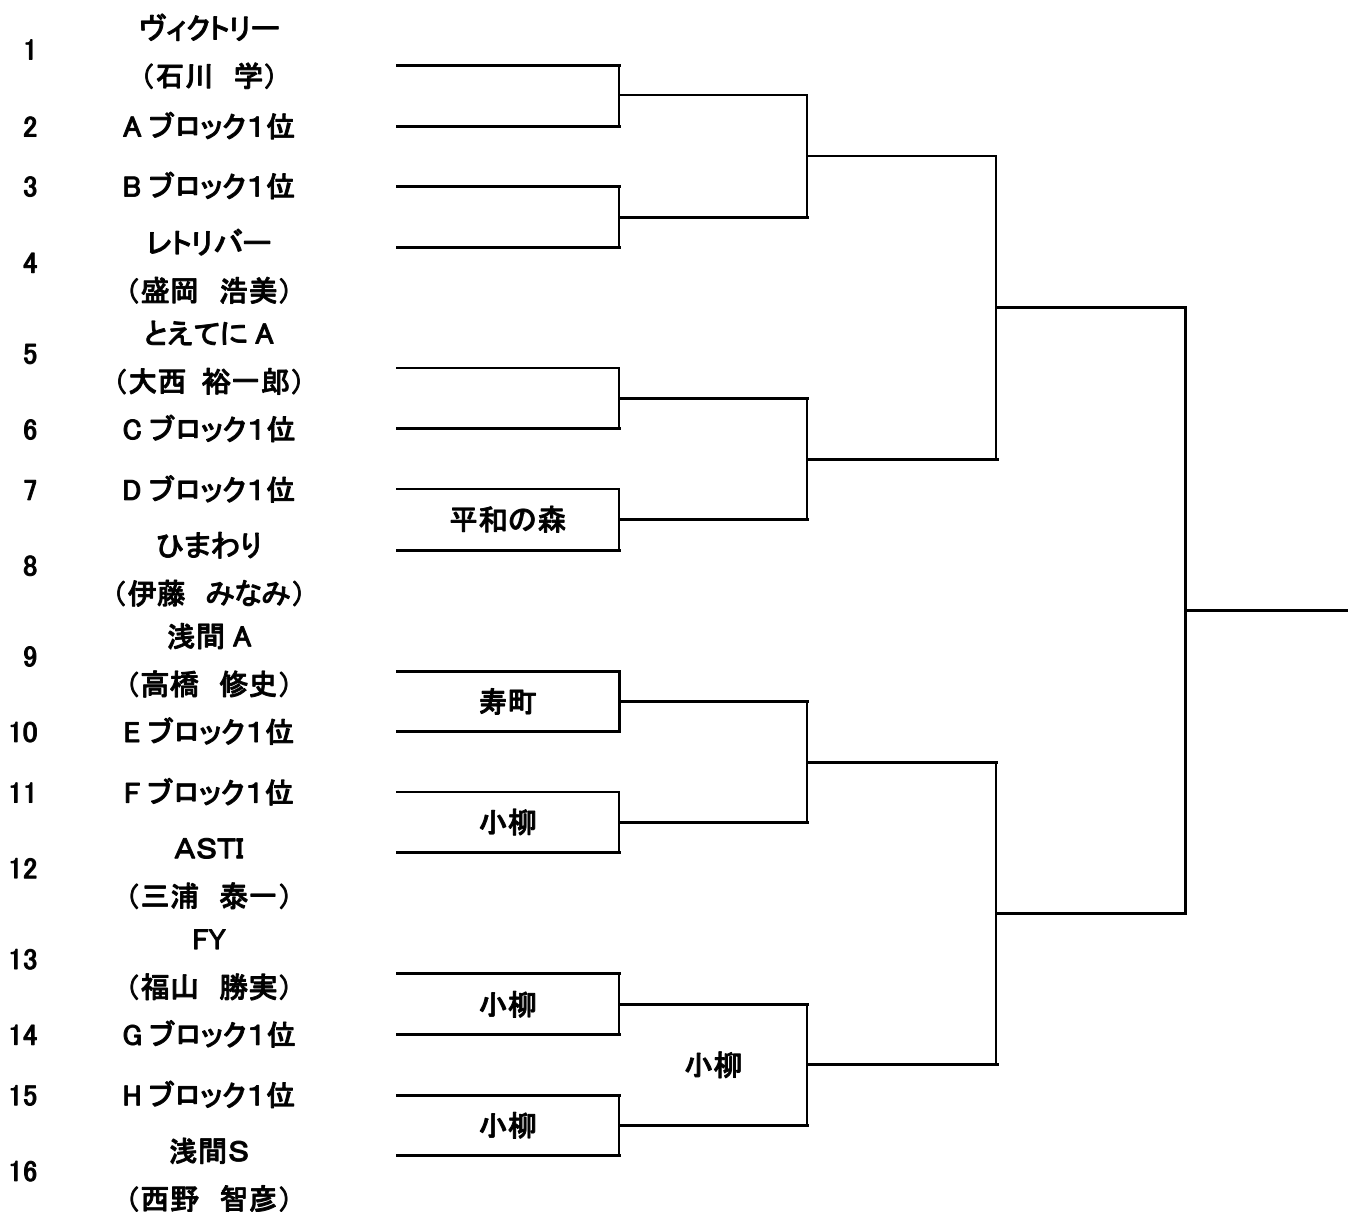 1
ヴィクトリー
（石川　学）
2 Aブロック1位
3 Bブロック1位
4
レトリバー
（盛岡　浩美）
5
とえてにA
（大西　裕一郎）
6 Cブロック1位
7 Dブロック1位
平和の森
8
ひまわり
（伊藤　みなみ）
9
浅間A
（高橋　修史）
寿町
10 Eブロック1位
11 Fブロック1位
小柳
12
ASTI
（三浦　泰一）
13
FY
（福山　勝実）
小柳
14 Gブロック1位
小柳
15 Hブロック1位
小柳
16
浅間S
（西野　智彦）